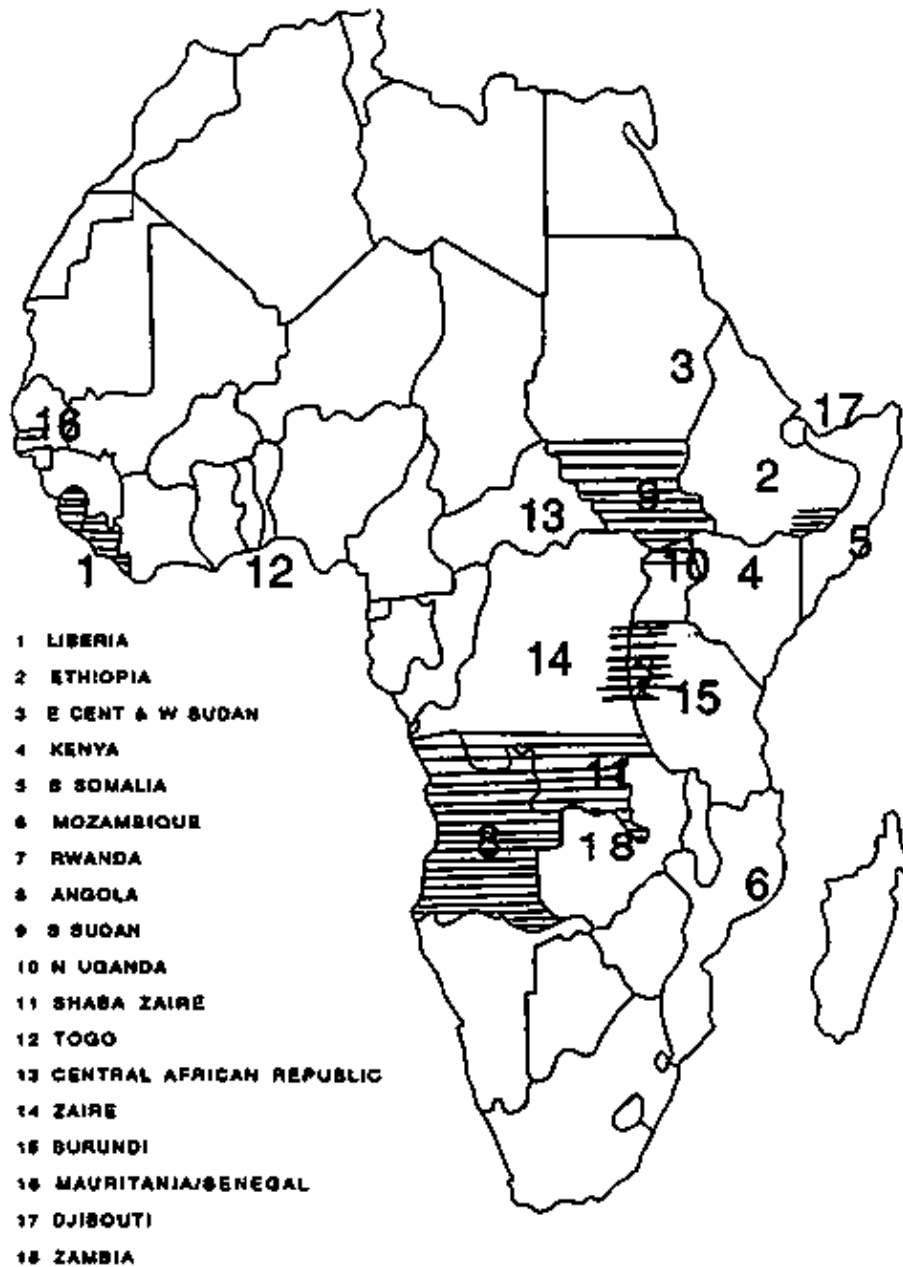 3
17
16
2
9
13
5
10
4
1
12
14
7
15
11
8
18
6
1 LIBERIA
2 ETHIOPIA
3 E CENT & W SUDAN
4 KENYA
5 S SOMALIA
6 MOZAMBIQUE
7 RWANDA
8 ANGOLA
9 S SUDAN
10 N UGANDA
11 SHABA ZAIRE
12 TOGO
13 CENTRAL AFRICAN REPUBLIC
14 ZAIRE
15 BURUNDI
16 MAURITANIA/SENEGAL
17 DJIBOUTI
18 ZAMBIA